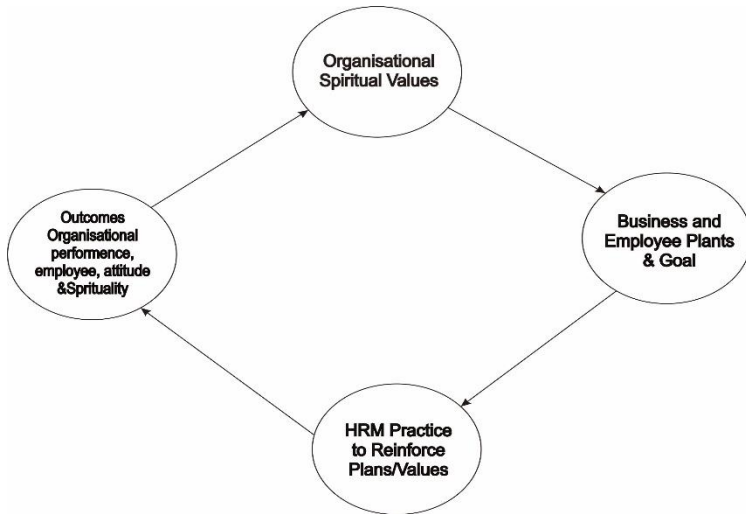 Organisational
Spiritual Values
Business and
Employee Plants
& Goal
HRM Practice
to Reinforce
Plans/Values
Outcomes
Organisational
performence,
employee, attitude
&Sprituality